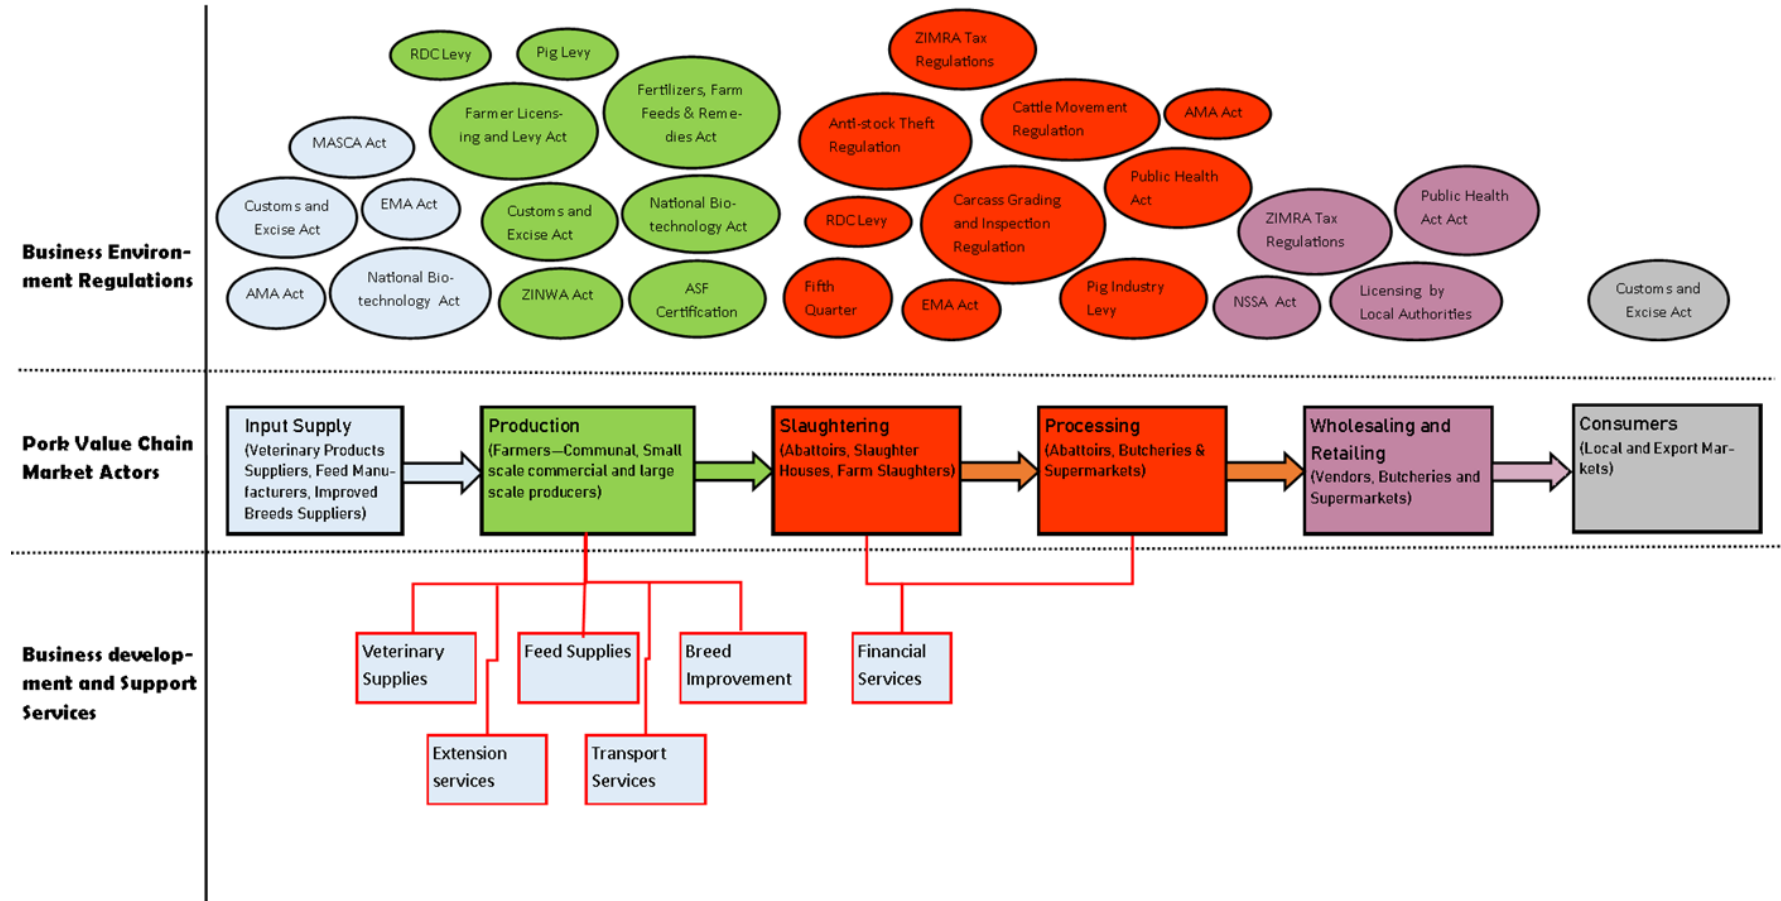 RDC Levy
Pig Levy
Farmer Licens-
ing and Levy Act
Fertilizers, Farm
Feeds & Reme-
dies Act
MASCA Act
Customs and
Excise Act
EMA Act
AMA Act
National Bio-
technology Act
Customs and
Excise Act
National Bio-
technology Act
ZINWA Act
ASF
Certification
ZIMRA Tax
Regulations
Anti-stock Theft
Regulation
Cattle Movement
Regulation
AMA Act
Public Health
Act
RDC Levy
Carcass Grading
and Inspection
Regulation
Fifth
Quarter
EMA Act
Pig Industry
Levy
ZIMRA Tax
Regulations
Public Health
Act Act
NSSA Act
Licensing by
Local Authorities
Customs and
Excise Act
Business Environ-
ment Regulations
Pork Value Chain
Market Actors
Input Supply
(Veterinary Products
Suppliers, Feed Manu-
facturers, Improved
Breeds Suppliers)
Production
(Farmers—Communal, Small
scale commercial and large
scale producers)
Slaughtering
(Abattoirs, Slaughter
Houses, Farm Slaughters)
Processing
(Abattoirs, Butcheries &
Supermarkets)
Wholesaling and
Retailing
(Vendors, Butcheries and
Supermarkets)
Consumers
(Local and Export Mar-
kets)
Business develop-
ment and Support
Services
Veterinary
Supplies
Feed Supplies
Breed
Improvement
Financial
Services
Extension
services
Transport
Services